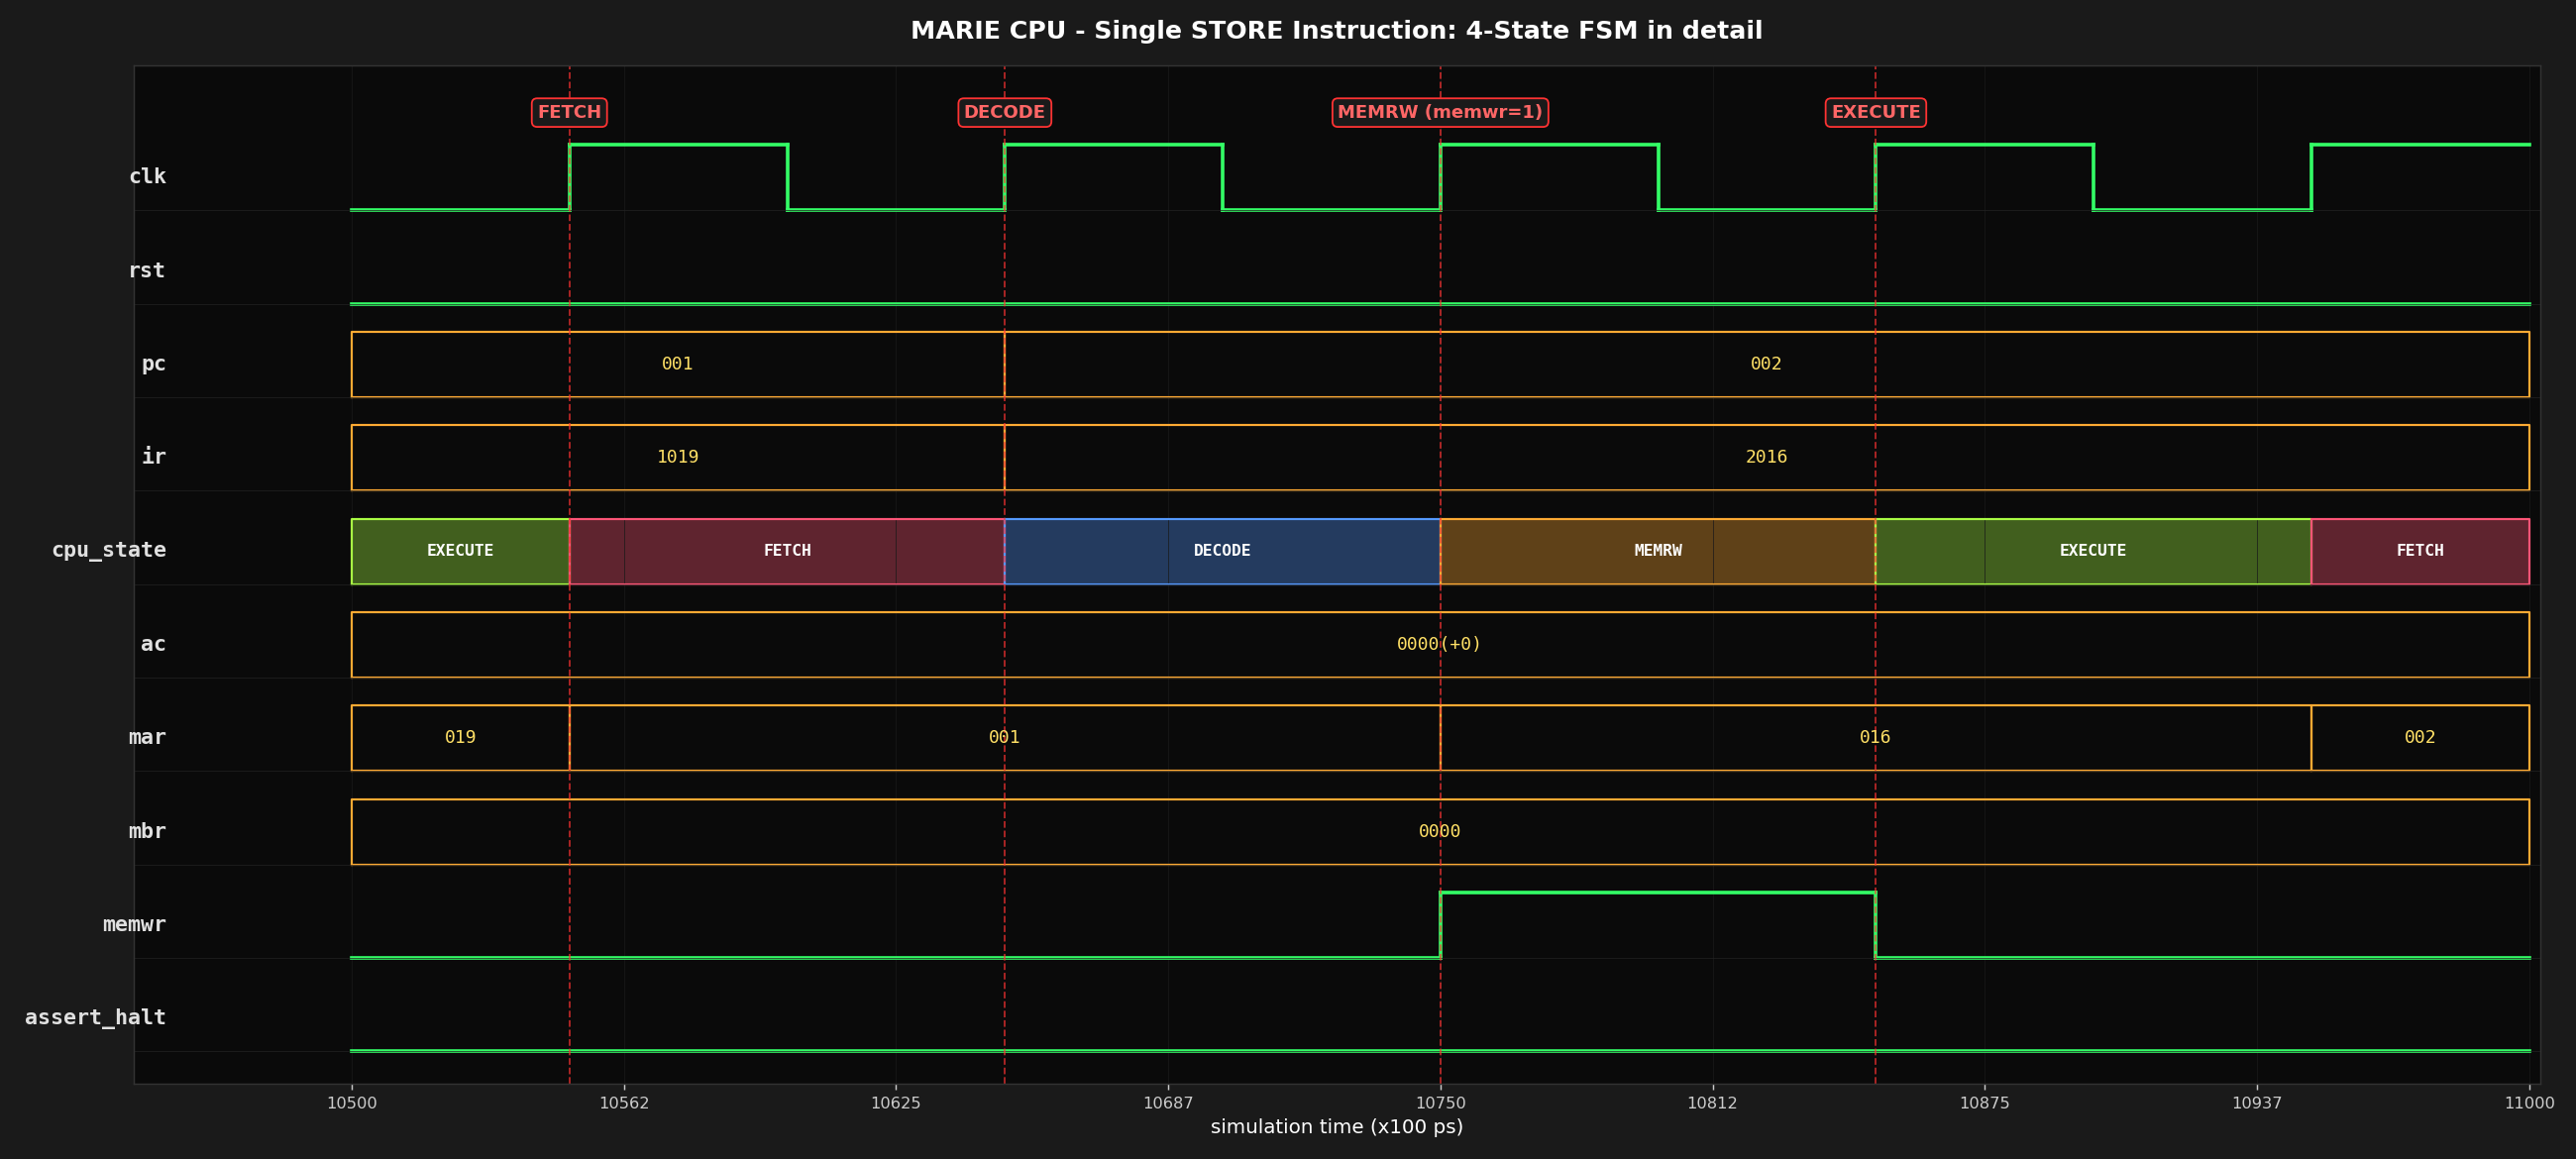 MARIE CPU - Single STORE Instruction: 4-State FSM in detail
FETCH DECODE MEMRW (memwr=1) EXECUTE
clk
rst
pc 001 002
ir 1019 2016
cpu_state EXECUTE FETCH DECODE MEMRW EXECUTE FETCH
ac 0000(+0)
mar 019 001 016 002
mbr 0000
memwr
assert_halt
10500 10562 10625 10687 10750 10812 10875 10937 11000
simulation time (x100 ps)